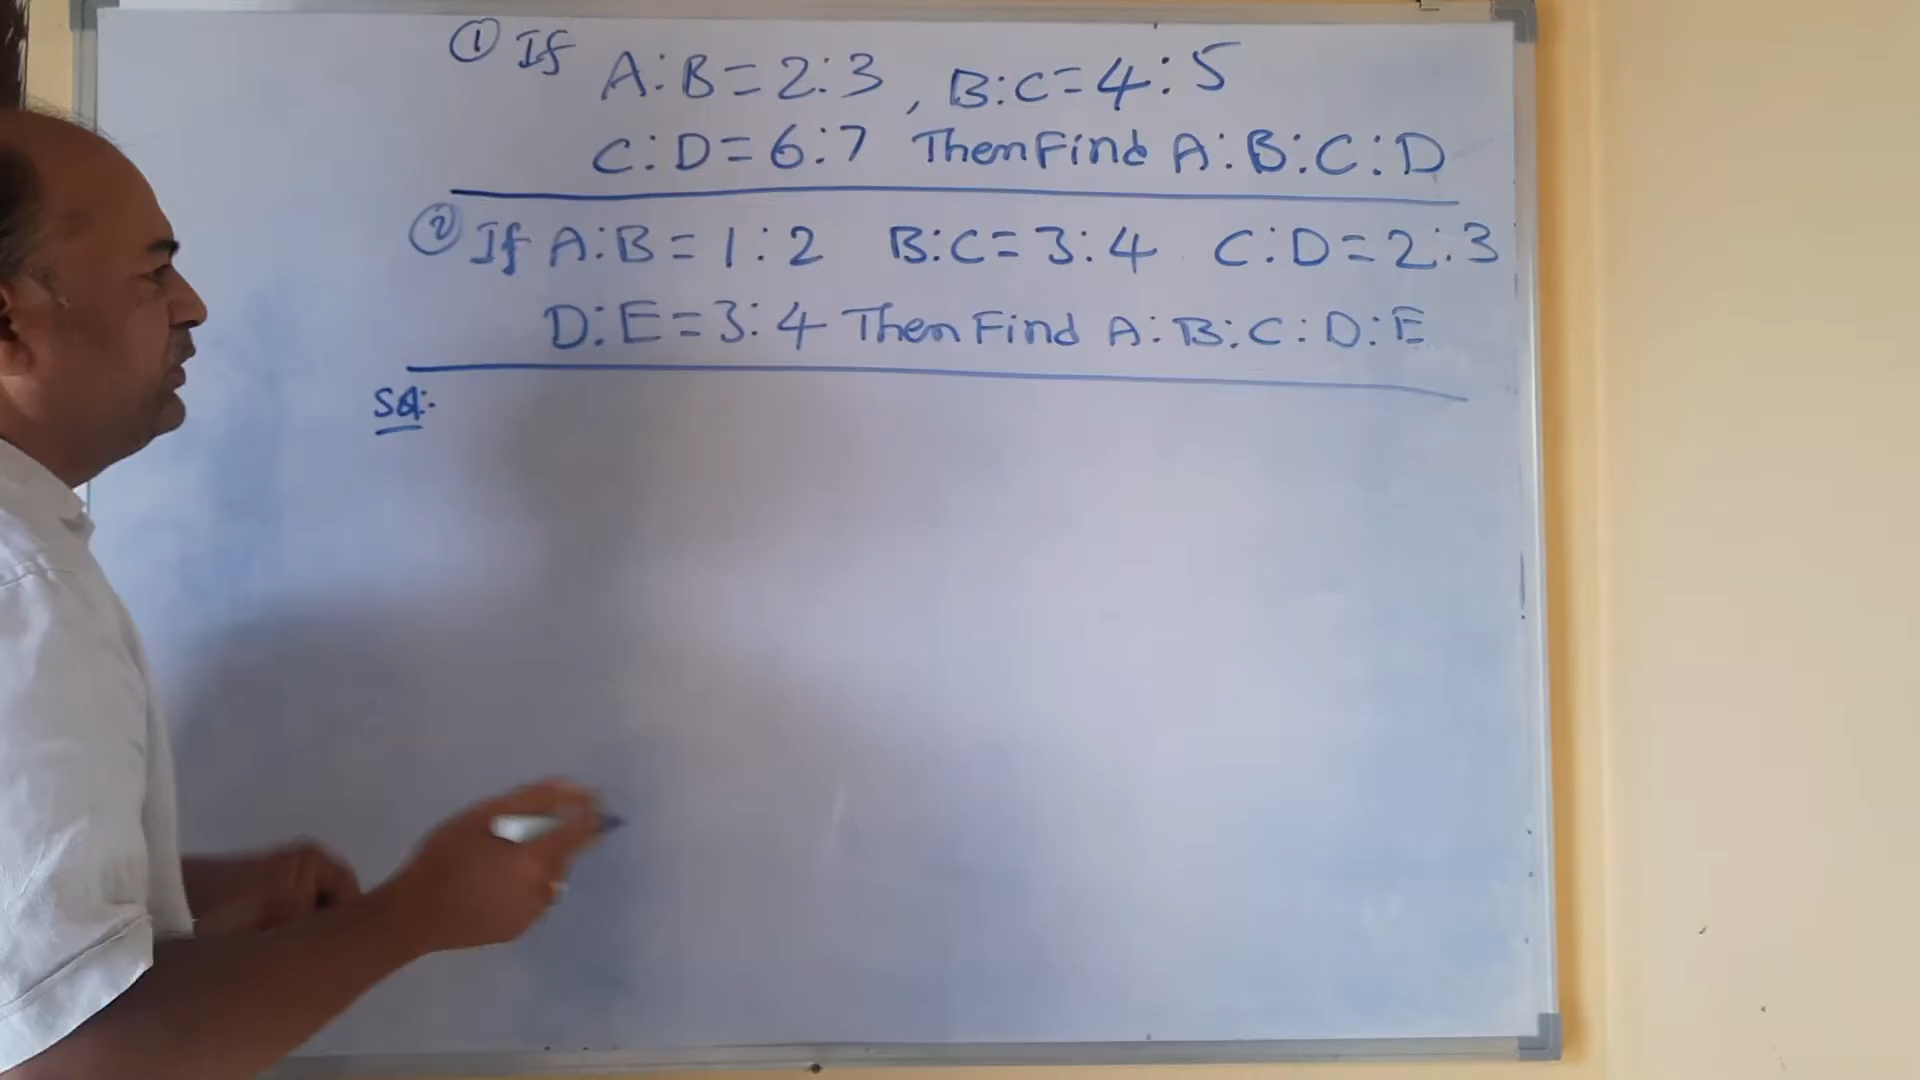 ① If A:B=2:3, B:C=4:5
C:D=6:7 Then Find A:B:C:D
② If A:B=1:2 B:C=3:4 C:D=2:3
D:E=3:4 Then Find A:B:C:D:E
Sol:-